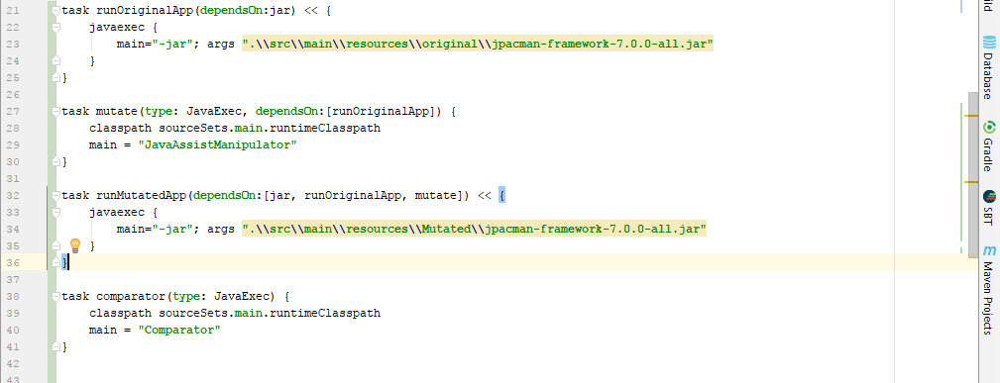 21 task runOriginalApp(dependsOn:jar) << {
22     javaexec {
23         main="-jar"; args ".\\src\\main\\resources\\original\\jpacman-framework-7.0.0-all.jar"
24     }
25 }
26
27 task mutate(type: JavaExec, dependsOn:[runOriginalApp]) {
28     classpath sourceSets.main.runtimeClasspath
29     main = "JavaAssistManipulator"
30 }
31
32 task runMutatedApp(dependsOn:[jar, runOriginalApp, mutate]) << {
33     javaexec {
34         main="-jar"; args ".\\src\\main\\resources\\Mutated\\jpacman-framework-7.0.0-all.jar"
35     }
36 }
37
38 task comparator(type: JavaExec) {
39     classpath sourceSets.main.runtimeClasspath
40     main = "Comparator"
41 }
42
43
Database
Gradle
SBT
m Maven Projects